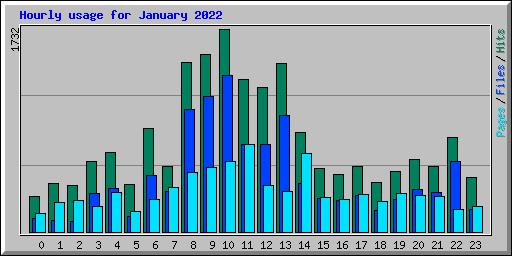 Hourly usage for January 2022
1732
Pages/Files/Hits
0 1 2 3 4 5 6 7 8 9 10 11 12 13 14 15 16 17 18 19 20 21 22 23